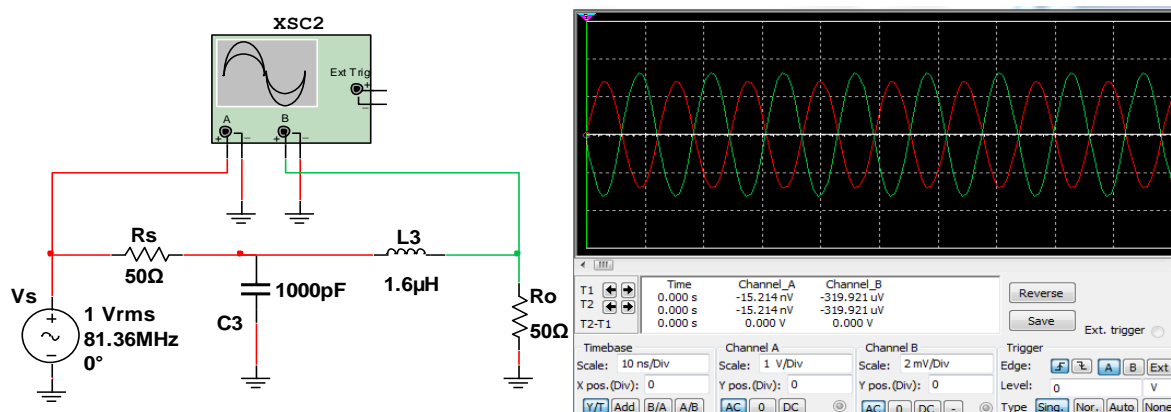 XSC2
Ext Trig
+
–
A
B
+ – + –
Rs
50Ω
L3
1.6µH
1000pF
C3
Vs
+
–
1 Vrms
81.36MHz
0°
Ro
50Ω
Time Channel_A Channel_B
T1 0.000 s -15.214 nV -319.921 uV
T2 0.000 s -15.214 nV -319.921 uV
T2-T1 0.000 s 0.000 V 0.000 V
Reverse
Save
Ext. trigger
Timebase
Scale: 10 ns/Div
X pos.(Div): 0
Y/T Add B/A A/B
Channel A
Scale: 1 V/Div
Y pos.(Div): 0
AC 0 DC
Channel B
Scale: 2 mV/Div
Y pos.(Div): 0
AC 0 DC -
Trigger
Edge: A B Ext
Level: 0 V
Type Sing. Nor. Auto None